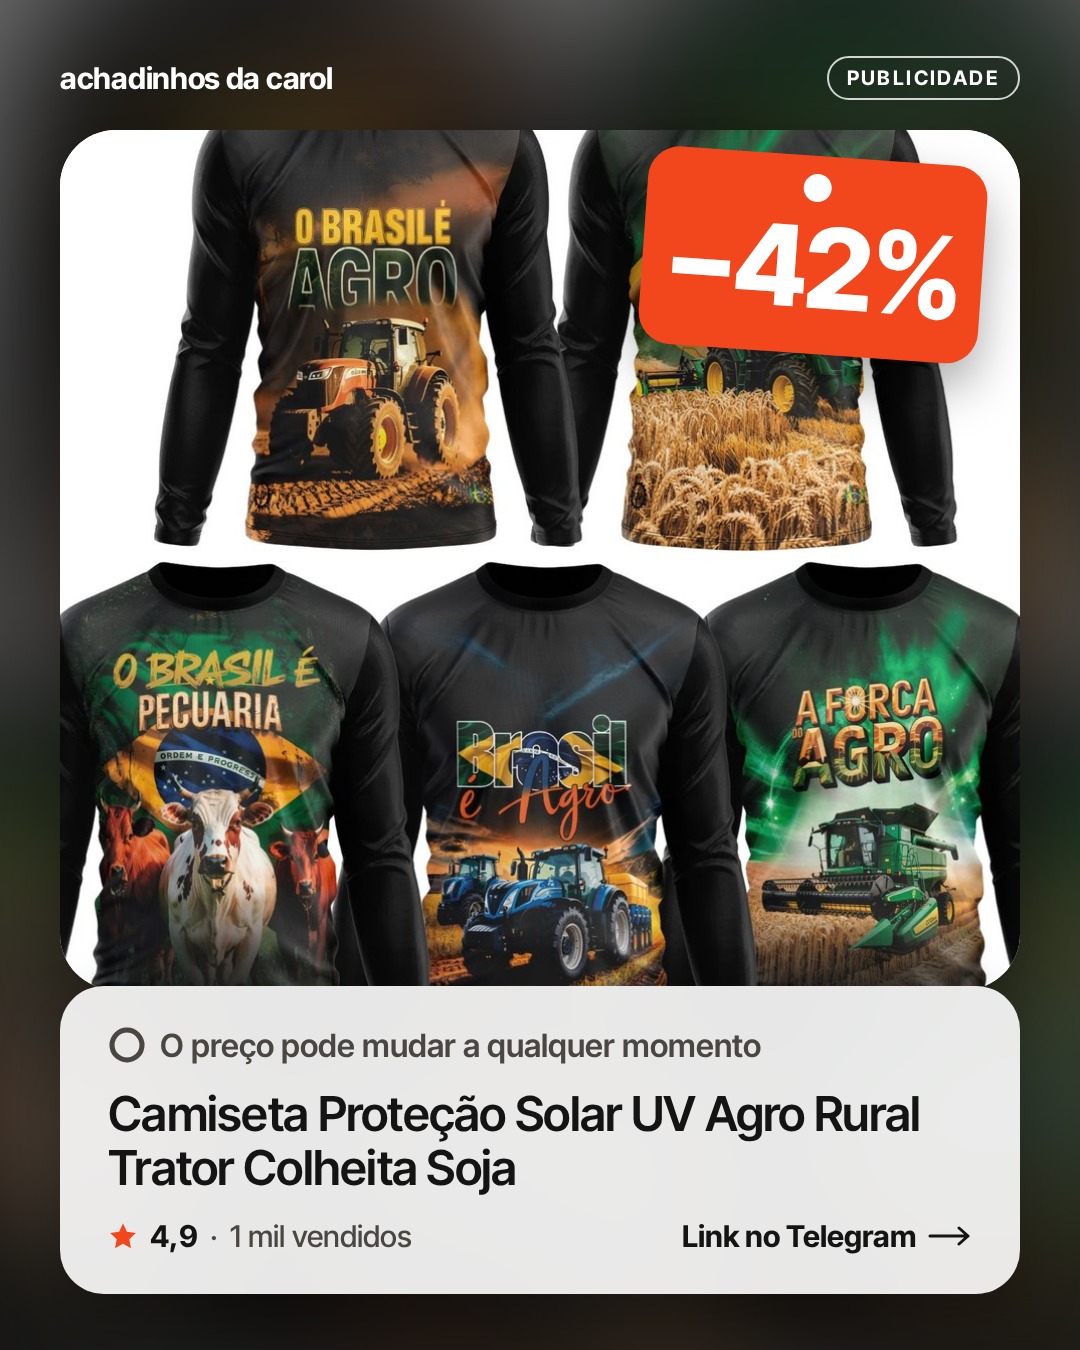 achadinhos da carol
PUBLICIDADE
-42%
O BRASIL É
AGRO
O BRASIL É
PECUARIA
ORDEM E PROGRESSO
Brasil
é Agro
A FORÇA
DO AGRO
O preço pode mudar a qualquer momento
Camiseta Proteção Solar UV Agro Rural
Trator Colheita Soja
4,9 · 1 mil vendidos
Link no Telegram →